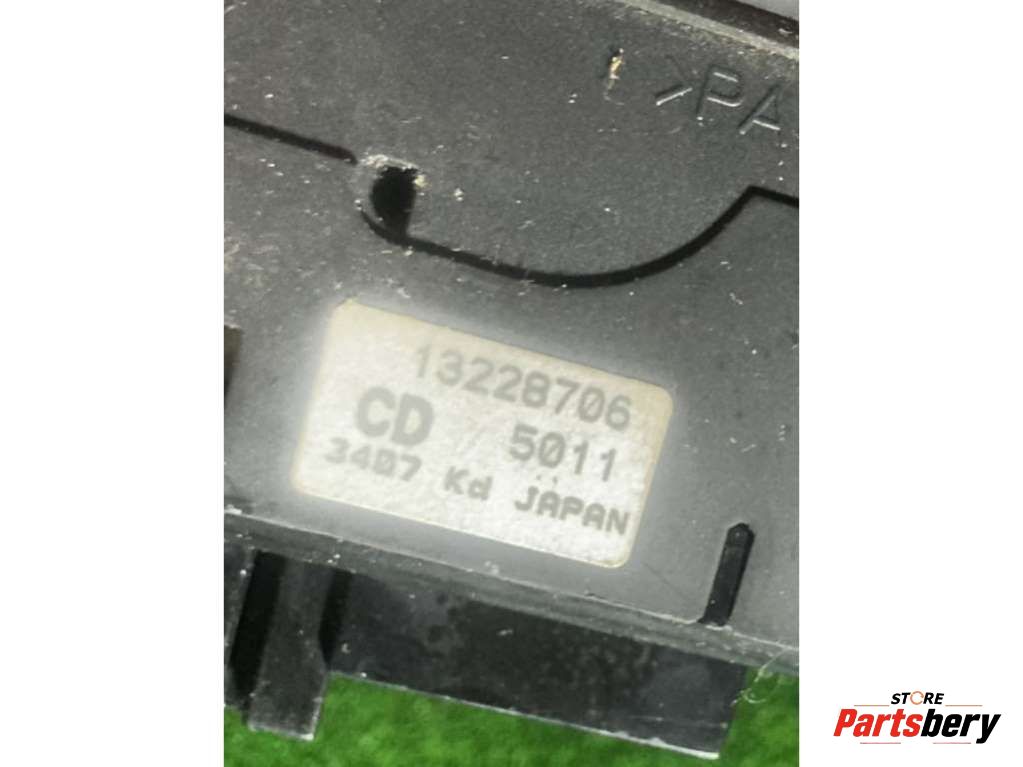 >PA
13228706
CD 5011
3407 Kd JAPAN
STORE
Partsbery